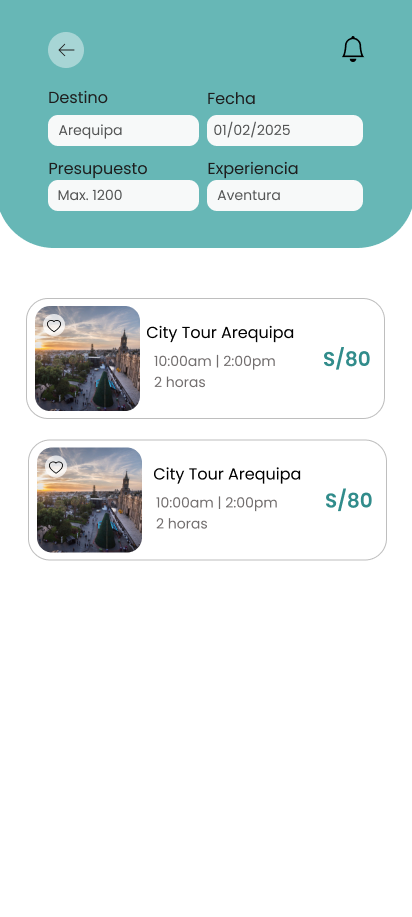 Destino
Fecha
Arequipa
01/02/2025
Presupuesto
Experiencia
Max. 1200
Aventura
City Tour Arequipa
10:00am | 2:00pm
S/80
2 horas
City Tour Arequipa
10:00am | 2:00pm
S/80
2 horas